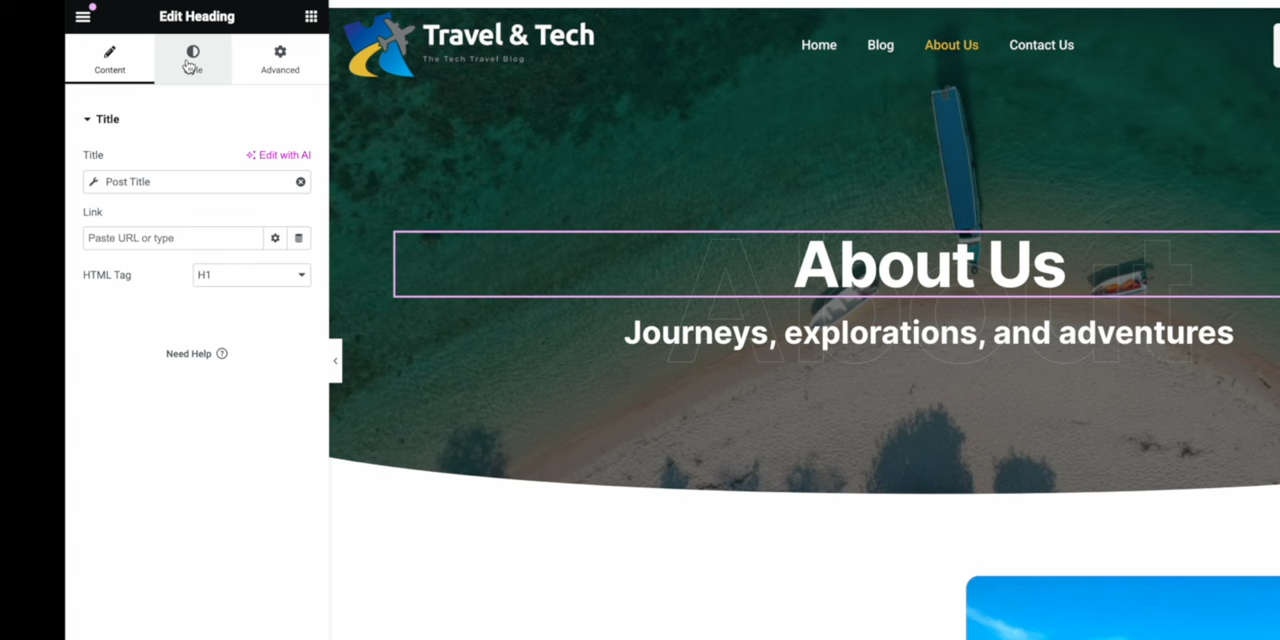 Edit Heading
Content
Advanced
Title
Title
Edit with AI
Post Title
Link
Paste URL or type
HTML Tag
H1
Need Help
Travel & Tech
The Tech Travel Blog
Home
Blog
About Us
Contact Us
About
About Us
Journeys, explorations, and adventures